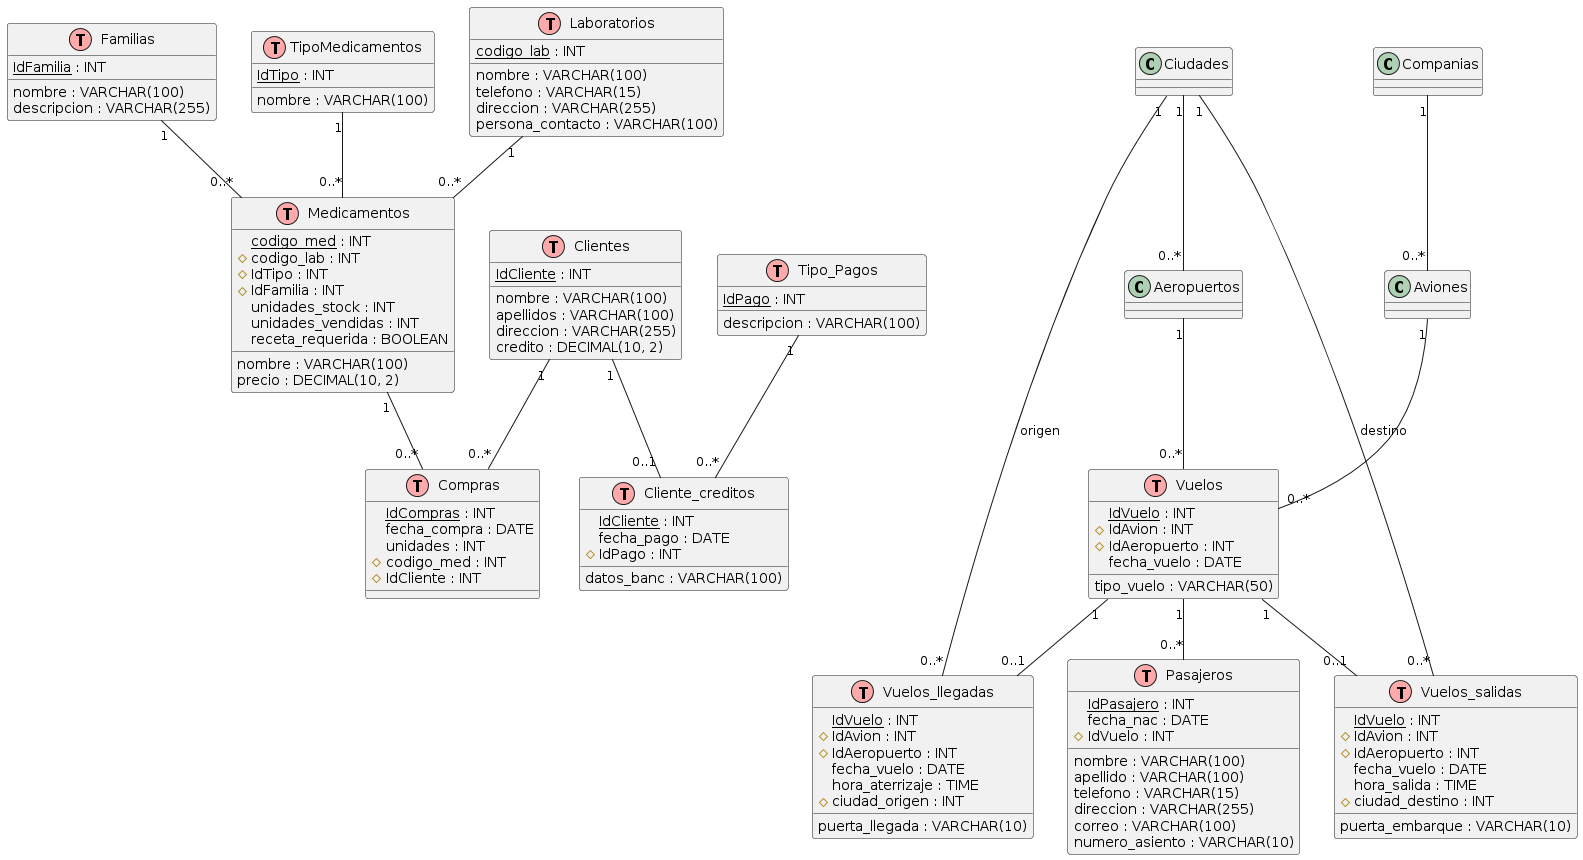 T Familias
IdFamilia : INT
nombre : VARCHAR(100)
descripcion : VARCHAR(255)
T TipoMedicamentos
IdTipo : INT
nombre : VARCHAR(100)
T Laboratorios
codigo_lab : INT
nombre : VARCHAR(100)
telefono : VARCHAR(15)
direccion : VARCHAR(255)
persona_contacto : VARCHAR(100)
1
0..*
1
0..*
1
0..*
T Medicamentos
codigo_med : INT
codigo_lab : INT
IdTipo : INT
IdFamilia : INT
unidades_stock : INT
unidades_vendidas : INT
receta_requerida : BOOLEAN
nombre : VARCHAR(100)
precio : DECIMAL(10, 2)
T Clientes
IdCliente : INT
nombre : VARCHAR(100)
apellidos : VARCHAR(100)
direccion : VARCHAR(255)
credito : DECIMAL(10, 2)
T Tipo_Pagos
IdPago : INT
descripcion : VARCHAR(100)
1
0..*
1
0..*
1
0..1
1
0..*
T Compras
IdCompras : INT
fecha_compra : DATE
unidades : INT
codigo_med : INT
IdCliente : INT
T Cliente_creditos
IdCliente : INT
fecha_pago : DATE
IdPago : INT
datos_banc : VARCHAR(100)
C Ciudades
C Companias
1
1
1
1
0..*
0..*
C Aeropuertos
C Aviones
1
1
origen
destino
0..*
0..*
T Vuelos
IdVuelo : INT
IdAvion : INT
IdAeropuerto : INT
fecha_vuelo : DATE
tipo_vuelo : VARCHAR(50)
1
1
1
0..*
0..1
0..*
0..1
0..*
T Vuelos_llegadas
IdVuelo : INT
IdAvion : INT
IdAeropuerto : INT
fecha_vuelo : DATE
hora_aterrizaje : TIME
ciudad_origen : INT
puerta_llegada : VARCHAR(10)
T Pasajeros
IdPasajero : INT
fecha_nac : DATE
IdVuelo : INT
nombre : VARCHAR(100)
apellido : VARCHAR(100)
telefono : VARCHAR(15)
direccion : VARCHAR(255)
correo : VARCHAR(100)
numero_asiento : VARCHAR(10)
T Vuelos_salidas
IdVuelo : INT
IdAvion : INT
IdAeropuerto : INT
fecha_vuelo : DATE
hora_salida : TIME
ciudad_destino : INT
puerta_embarque : VARCHAR(10)